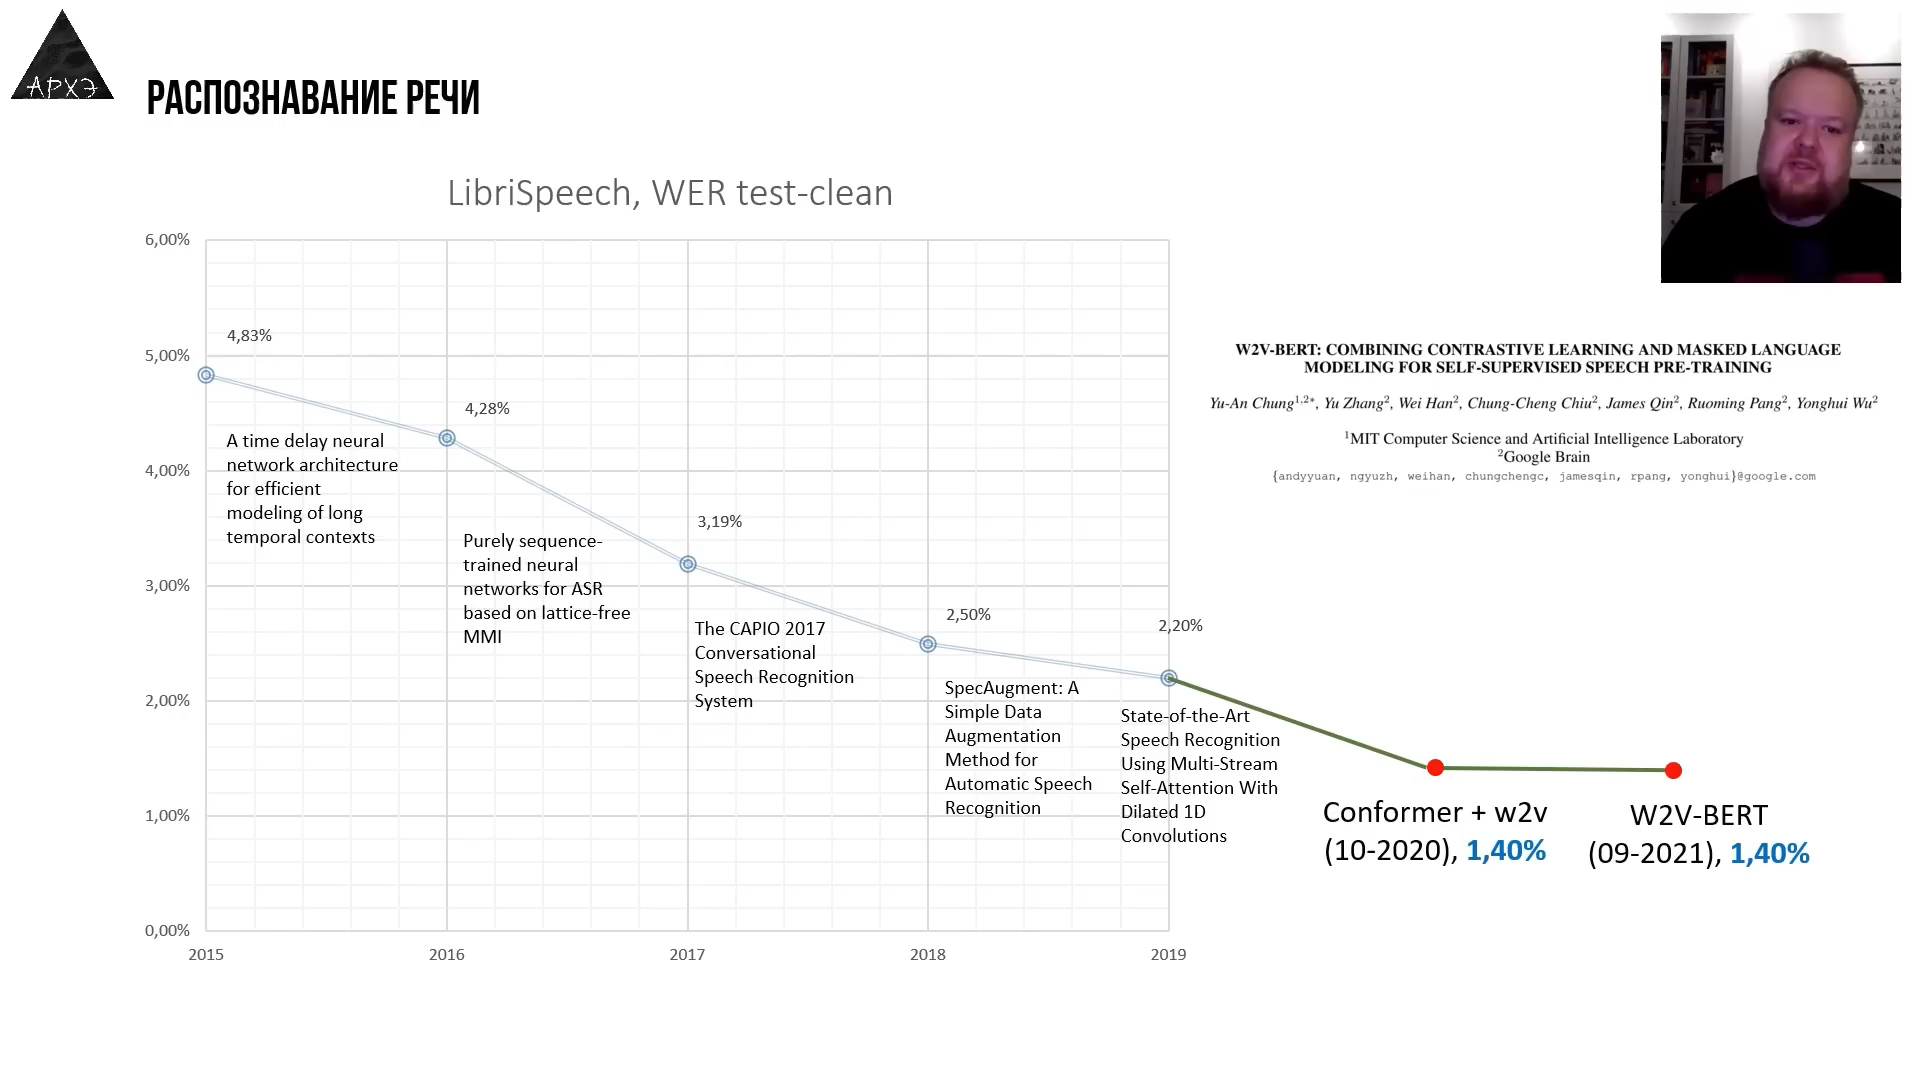 АРХЭ
РАСПОЗНАВАНИЕ РЕЧИ
LibriSpeech, WER test-clean
6,00%
5,00%
4,00%
3,00%
2,00%
1,00%
0,00%
2015
2016
2017
2018
2019
4,83%
A time delay neural
network architecture
for efficient
modeling of long
temporal contexts
4,28%
Purely sequence-
trained neural
networks for ASR
based on lattice-free
MMI
3,19%
The CAPIO 2017
Conversational
Speech Recognition
System
2,50%
SpecAugment: A
Simple Data
Augmentation
Method for
Automatic Speech
Recognition
2,20%
State-of-the-Art
Speech Recognition
Using Multi-Stream
Self-Attention With
Dilated 1D
Convolutions
W2V-BERT: COMBINING CONTRASTIVE LEARNING AND MASKED LANGUAGE
MODELING FOR SELF-SUPERVISED SPEECH PRE-TRAINING
Yu-An Chung¹,²*, Yu Zhang², Wei Han², Chung-Cheng Chiu², James Qin², Ruoming Pang², Yonghui Wu²
¹MIT Computer Science and Artificial Intelligence Laboratory
²Google Brain
{andyyuan, ngyuzh, weihan, chungchengc, jamesqin, rpang, yonghui}@google.com
Conformer + w2v
(10-2020), 1,40%
W2V-BERT
(09-2021), 1,40%